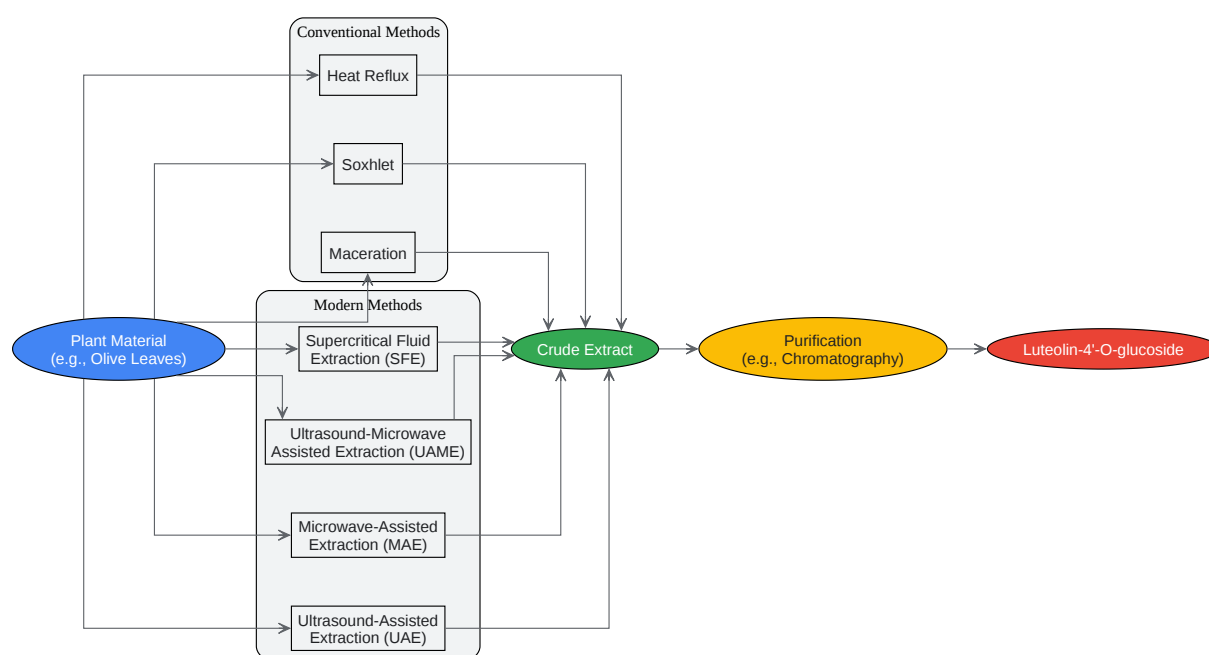 Conventional Methods
Heat Reflux
Soxhlet
Maceration
Modern Methods
Plant Material
(e.g., Olive Leaves)
Supercritical Fluid
Extraction (SFE)
Crude Extract
Purification
(e.g., Chromatography)
Luteolin-4'-O-glucoside
Ultrasound-Microwave
Assisted Extraction (UAME)
Microwave-Assisted
Extraction (MAE)
Ultrasound-Assisted
Extraction (UAE)